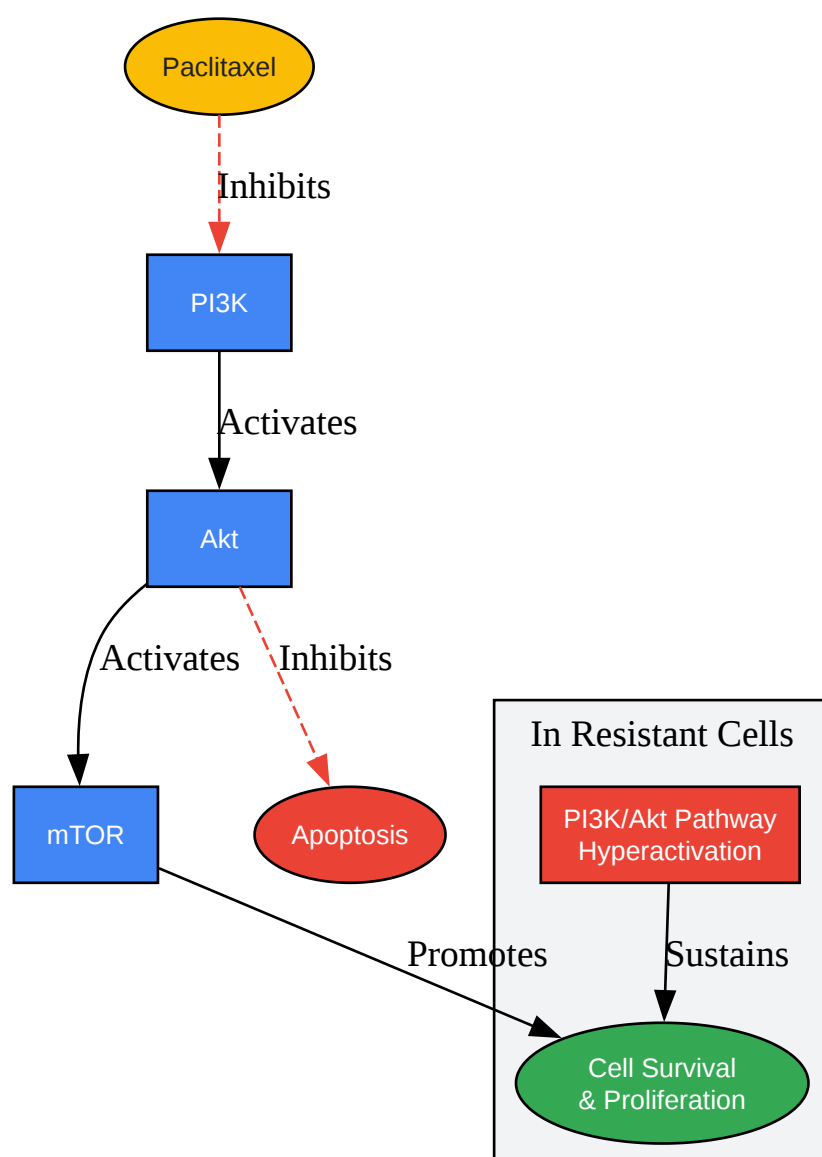 Paclitaxel
Inhibits
PI3K
Activates
Akt
Activates
Inhibits
In Resistant Cells
mTOR
Apoptosis
PI3K/Akt Pathway
Hyperactivation
Promotes
Sustains
Cell Survival
& Proliferation